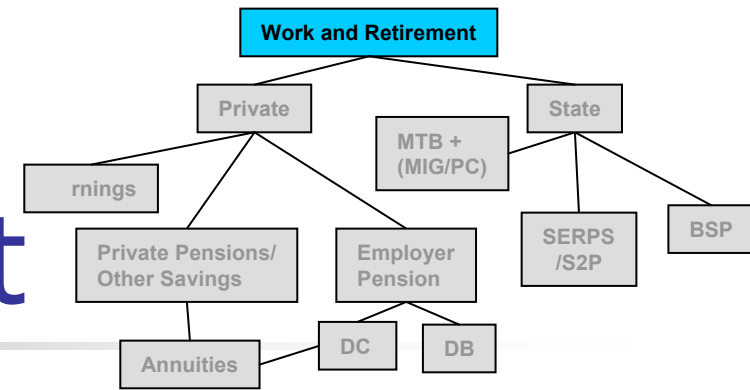 Work and Retirement
Private
State
MTB +
(MIG/PC)
rnings
t
Private Pensions/
Other Savings
Employer
Pension
SERPS
/S2P
BSP
Annuities
DC
DB